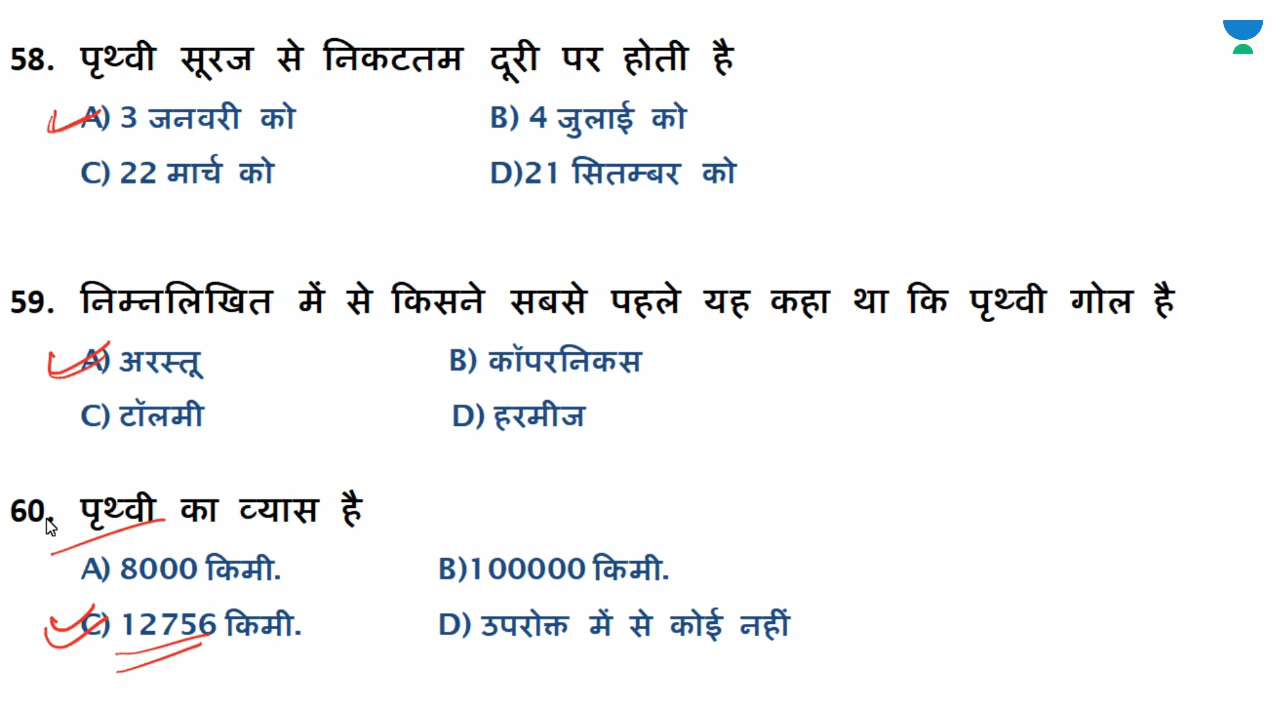 58. पृथ्वी सूरज से निकटतम दूरी पर होती है
A) 3 जनवरी को B) 4 जुलाई को
C) 22 मार्च को D)21 सितम्बर को
59. निम्नलिखित में से किसने सबसे पहले यह कहा था कि पृथ्वी गोल है
A) अरस्तू B) कॉपरनिकस
C) टॉलमी D) हरमीज
60. पृथ्वी का व्यास है
A) 8000 किमी. B)100000 किमी.
C) 12756 किमी. D) उपरोक्त में से कोई नहीं